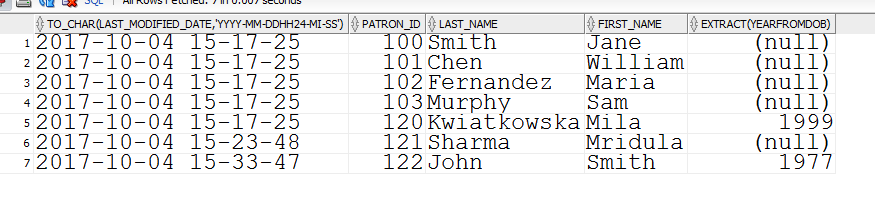 SQL All Rows Fetched: 7 in 0.007 seconds
TO_CHAR(LAST_MODIFIED_DATE,'YYYY-MM-DDHH24-MI-SS') PATRON_ID LAST_NAME FIRST_NAME EXTRACT(YEARFROMDOB)
1 2017-10-04 15-17-25 100 Smith Jane (null)
2 2017-10-04 15-17-25 101 Chen William (null)
3 2017-10-04 15-17-25 102 Fernandez Maria (null)
4 2017-10-04 15-17-25 103 Murphy Sam (null)
5 2017-10-04 15-17-25 120 Kwiatkowska Mila 1999
6 2017-10-04 15-23-48 121 Sharma Mridula (null)
7 2017-10-04 15-33-47 122 John Smith 1977